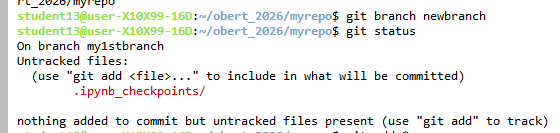 rt_2026/myrepo
student13@user-X10X99-16D:~/obert_2026/myrepo$ git branch newbranch
student13@user-X10X99-16D:~/obert_2026/myrepo$ git status
On branch my1stbranch
Untracked files:
  (use "git add <file>..." to include in what will be committed)
        .ipynb_checkpoints/

nothing added to commit but untracked files present (use "git add" to track)